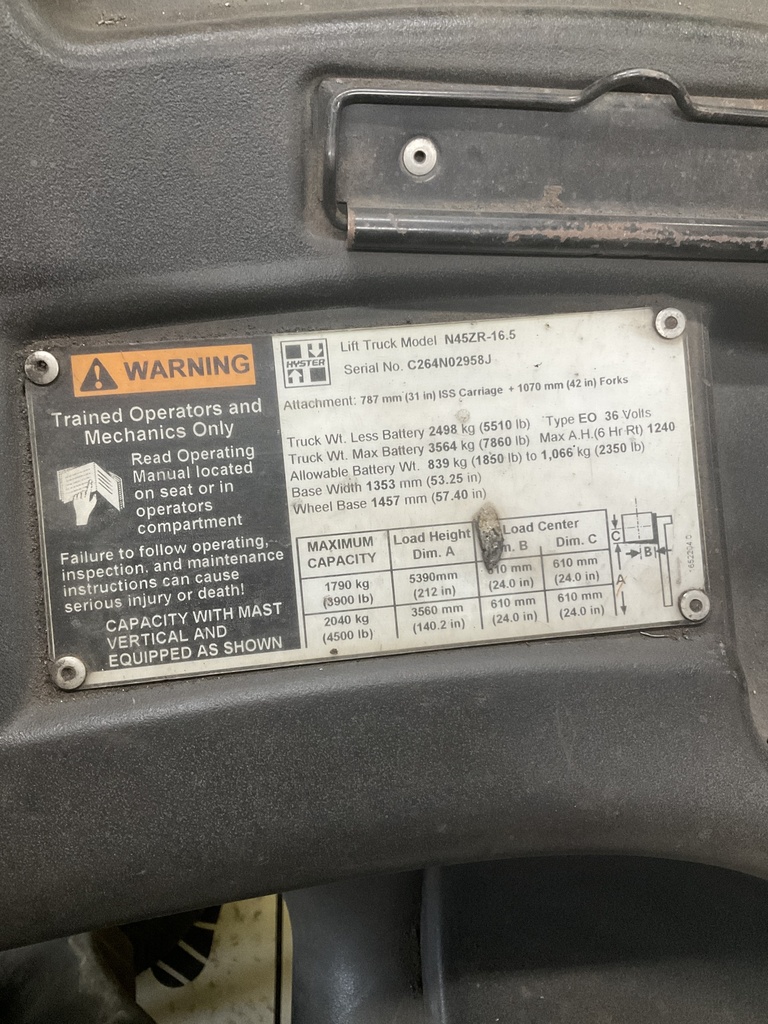 WARNING
Trained Operators and
Mechanics Only
Read Operating
Manual located
on seat or in
operators
compartment
Failure to follow operating,
inspection, and maintenance
instructions can cause
serious injury or death!
CAPACITY WITH MAST
VERTICAL AND
EQUIPPED AS SHOWN
HYSTER
Lift Truck Model N45ZR-16.5
Serial No. C264N02958J
Attachment: 787 mm (31 in) ISS Carriage + 1070 mm (42 in) Forks
Truck Wt. Less Battery 2498 kg (5510 lb) Type EO 36 Volts
Truck Wt. Max Battery 3564 kg (7860 lb) Max A.H.(6 Hr Rt) 1240
Allowable Battery Wt. 839 kg (1850 lb) to 1,066 kg (2350 lb)
Base Width 1353 mm (53.25 in)
Wheel Base 1457 mm (57.40 in)
MAXIMUM CAPACITY Load Height Dim. A Load Center m. B Dim. C
1790 kg 5390mm 610 mm 610 mm
(3900 lb) (212 in) (24.0 in) (24.0 in)
2040 kg 3560 mm 610 mm 610 mm
(4500 lb) (140.2 in) (24.0 in) (24.0 in)
C
B
A